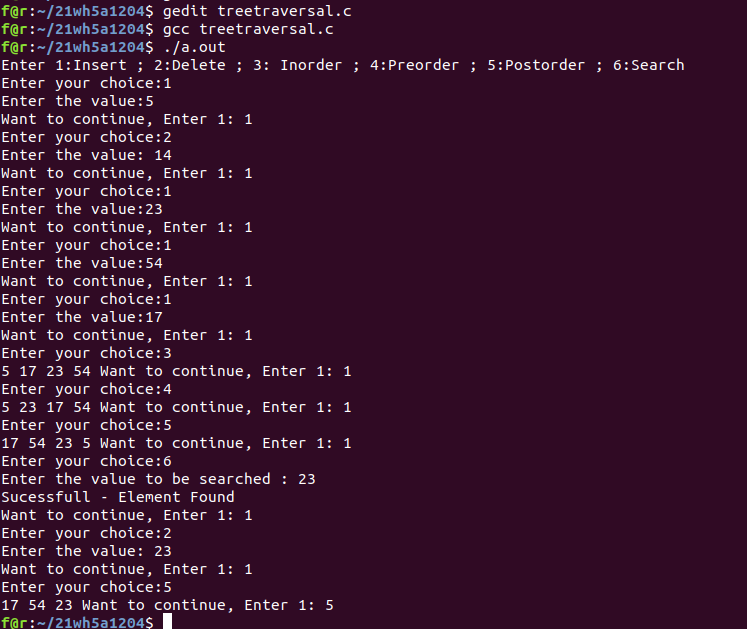 f@r:~/21wh5a1204$ gedit treetraversal.c
f@r:~/21wh5a1204$ gcc treetraversal.c
f@r:~/21wh5a1204$ ./a.out
Enter 1:Insert ; 2:Delete ; 3: Inorder ; 4:Preorder ; 5:Postorder ; 6:Search
Enter your choice:1
Enter the value:5
Want to continue, Enter 1: 1
Enter your choice:2
Enter the value: 14
Want to continue, Enter 1: 1
Enter your choice:1
Enter the value:23
Want to continue, Enter 1: 1
Enter your choice:1
Enter the value:54
Want to continue, Enter 1: 1
Enter your choice:1
Enter the value:17
Want to continue, Enter 1: 1
Enter your choice:3
5 17 23 54 Want to continue, Enter 1: 1
Enter your choice:4
5 23 17 54 Want to continue, Enter 1: 1
Enter your choice:5
17 54 23 5 Want to continue, Enter 1: 1
Enter your choice:6
Enter the value to be searched : 23
Sucessfull - Element Found
Want to continue, Enter 1: 1
Enter your choice:2
Enter the value: 23
Want to continue, Enter 1: 1
Enter your choice:5
17 54 23 Want to continue, Enter 1: 5
f@r:~/21wh5a1204$